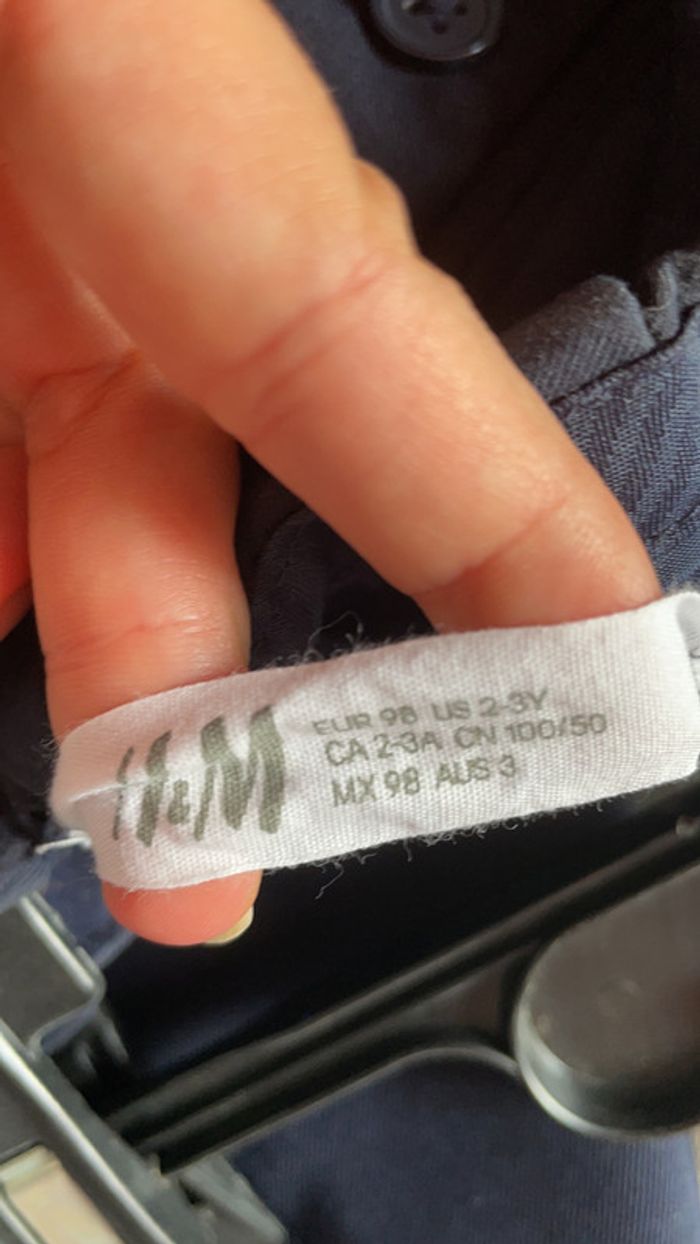 H&M
EUR 98 US 2-3Y
CA 2-3A CN 100/50
MX 98 AUS 3